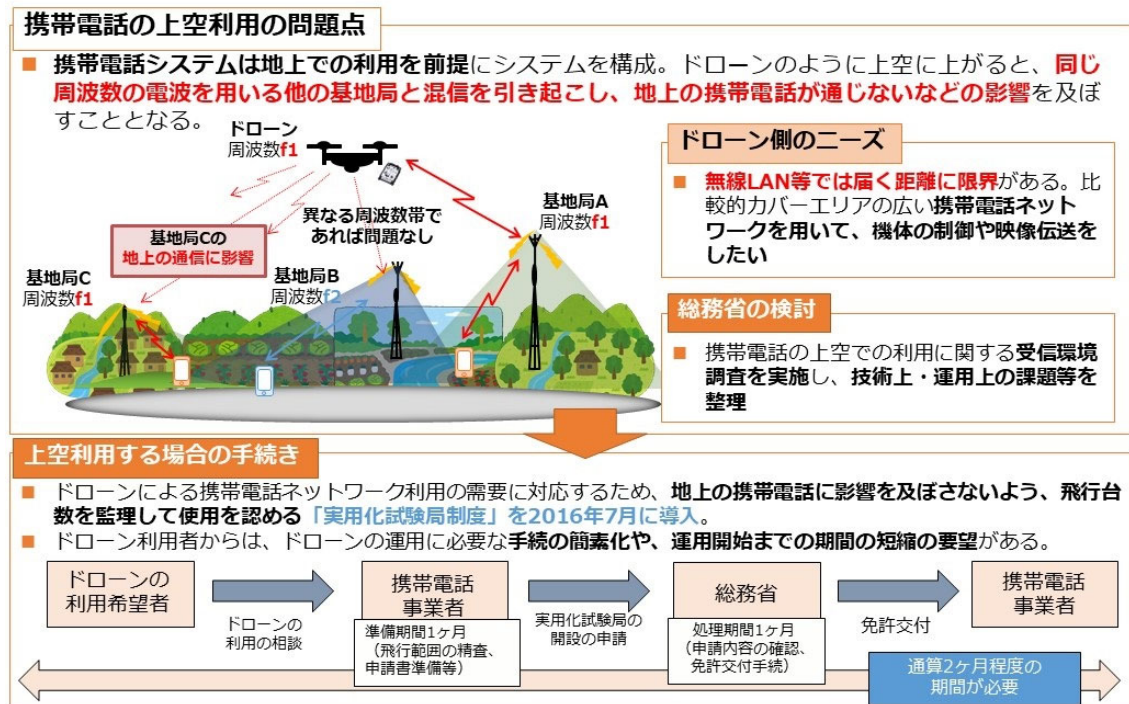 携帯電話の上空利用の問題点
■ 携帯電話システムは地上での利用を前提にシステムを構成。ドローンのように上空に上がると、同じ
周波数の電波を用いる他の基地局と混信を引き起こし、地上の携帯電話が通じないなどの影響を及ぼ
すこととなる。
ドローン
周波数f1
異なる周波数帯で
あれば問題なし
基地局A
周波数f1
基地局Cの
地上の通信に影響
基地局C
周波数f1
基地局B
周波数f2
ドローン側のニーズ
■ 無線LAN等では届く距離に限界がある。比
較的カバーエリアの広い携帯電話ネット
ワークを用いて、機体の制御や映像伝送を
したい
総務省の検討
■ 携帯電話の上空での利用に関する受信環境
調査を実施し、技術上・運用上の課題等を
整理
上空利用する場合の手続き
■ ドローンによる携帯電話ネットワーク利用の需要に対応するため、地上の携帯電話に影響を及ぼさないよう、飛行台
数を監理して使用を認める「実用化試験局制度」を2016年7月に導入。
■ ドローン利用者からは、ドローンの運用に必要な手続の簡素化や、運用開始までの期間の短縮の要望がある。
ドローンの
利用希望者
ドローンの
利用の相談
携帯電話
事業者
準備期間1ヶ月
（飛行範囲の精査、
申請書準備等）
実用化試験局の
開設の申請
総務省
処理期間1ヶ月
（申請内容の確認、
免許交付手続）
免許交付
携帯電話
事業者
通算2ヶ月程度の
期間が必要